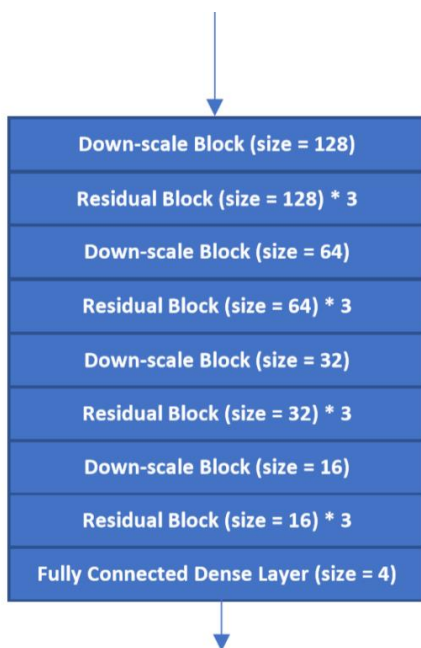 Down-scale Block (size = 128)
Residual Block (size = 128) * 3
Down-scale Block (size = 64)
Residual Block (size = 64) * 3
Down-scale Block (size = 32)
Residual Block (size = 32) * 3
Down-scale Block (size = 16)
Residual Block (size = 16) * 3
Fully Connected Dense Layer (size = 4)